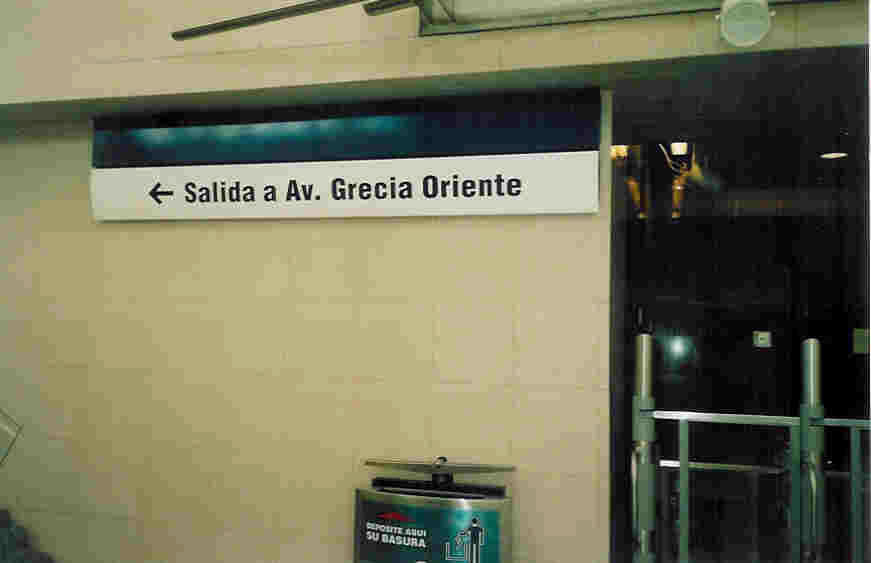 ← Salida a Av. Grecia Oriente
DEPOSITE AQUI
SU BASURA